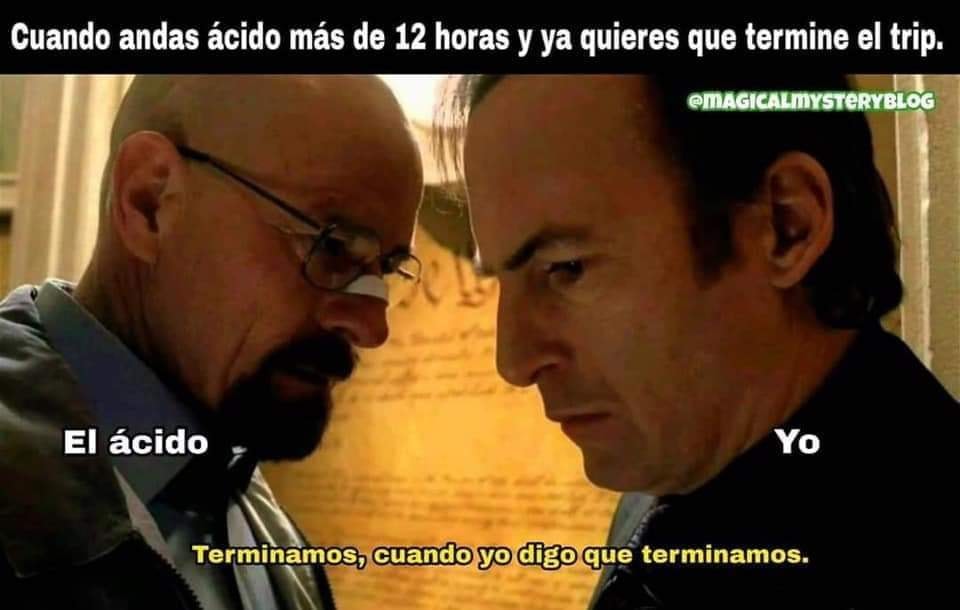 Cuando andas ácido más de 12 horas y ya quieres que termine el trip.
@MAGICALMYSTERYBLOG
El ácido
Yo
Terminamos, cuando yo digo que terminamos.